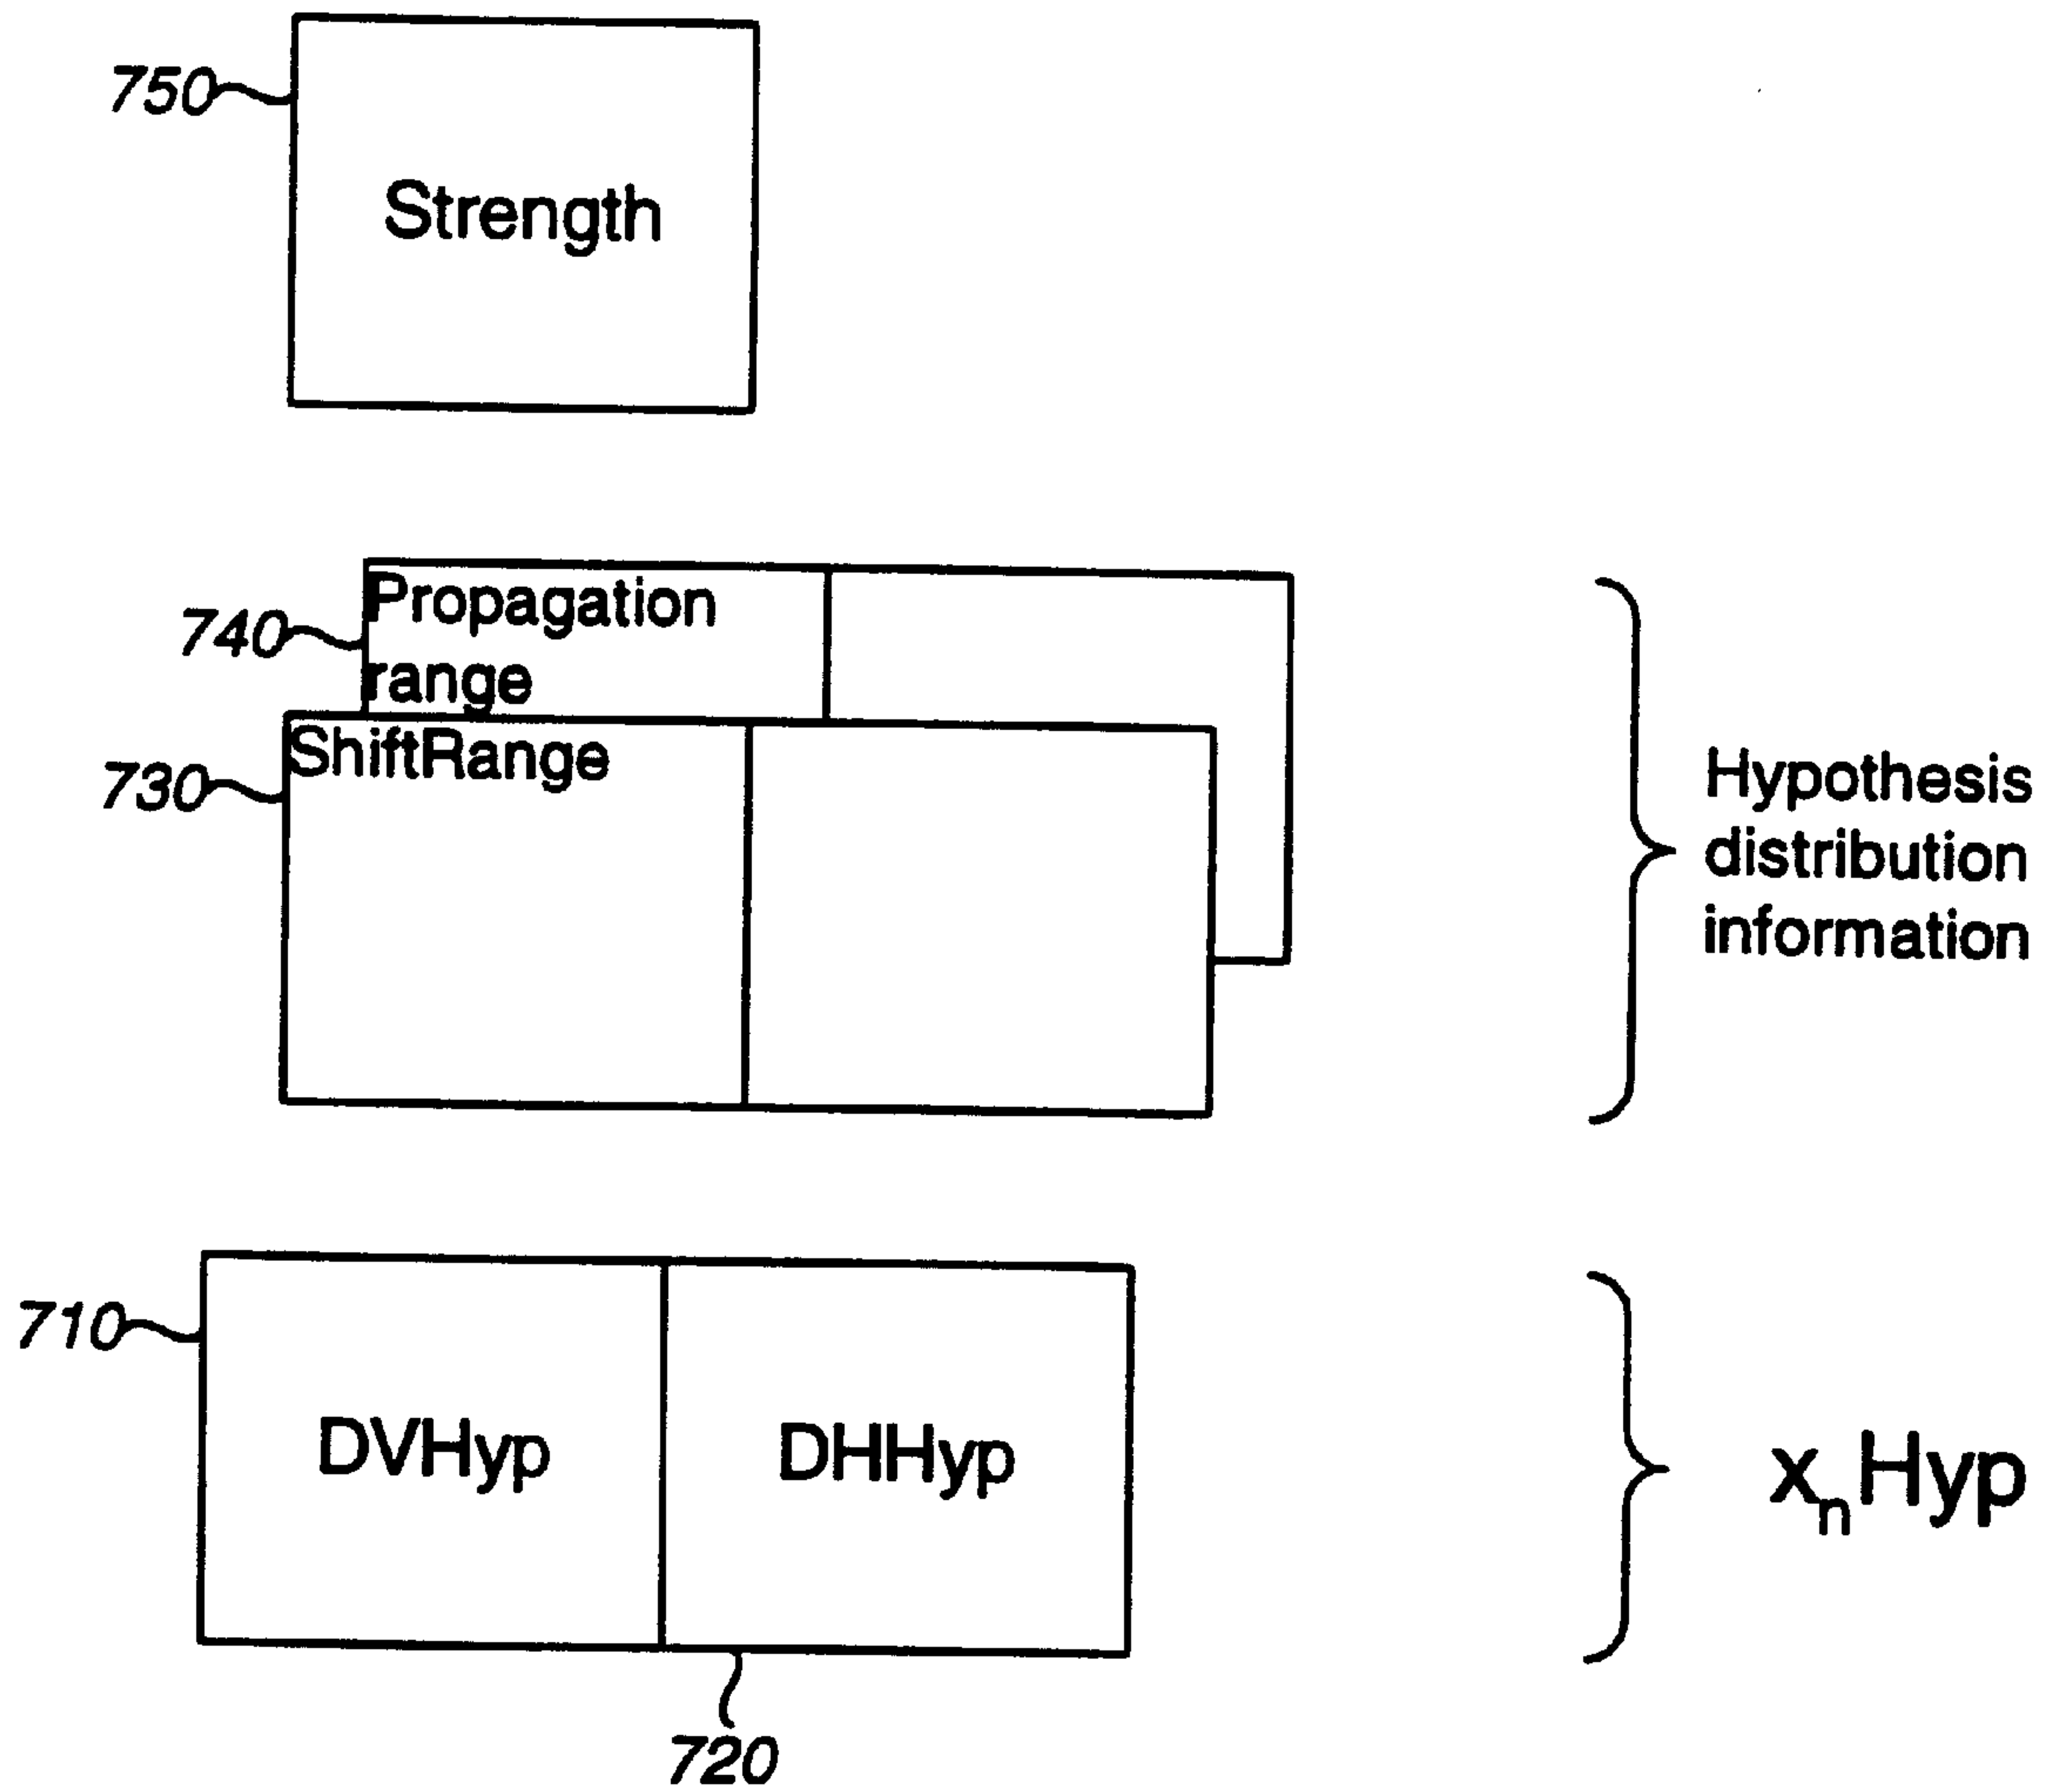 750
Strength
740
Propagation
range
730
ShiftRange
Hypothesis
distribution
information
710
DVHyp
DHHyp
xnHyp
720